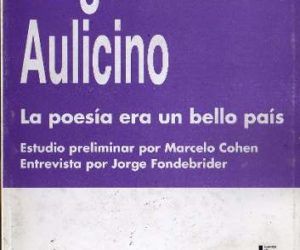 Aulicino
La poesía era un bello país
Estudio preliminar por Marcelo Cohen
Entrevista por Jorge Fondebrider